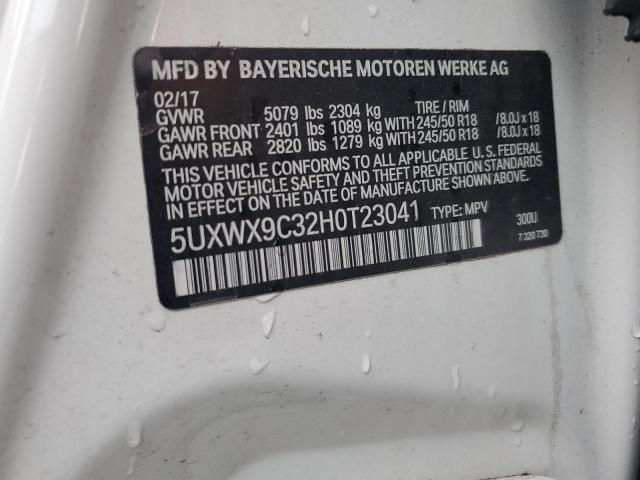 MFD BY BAYERISCHE MOTOREN WERKE AG
02/17 TIRE / RIM
GVWR 5079 lbs 2304 kg
GAWR FRONT 2401 lbs 1089 kg WITH 245/50 R18 /8.0J x 18
GAWR REAR 2820 lbs 1279 kg WITH 245/50 R18 /8.0J x 18
THIS VEHICLE CONFORMS TO ALL APPLICABLE U. S. FEDERAL
MOTOR VEHICLE SAFETY AND THEFT PREVENTION STANDARDS
IN EFFECT ON THE DATE OF MANUFACTURE SHOWN ABOVE.
5UXWX9C32H0T23041 TYPE: MPV 300U
7 320 730